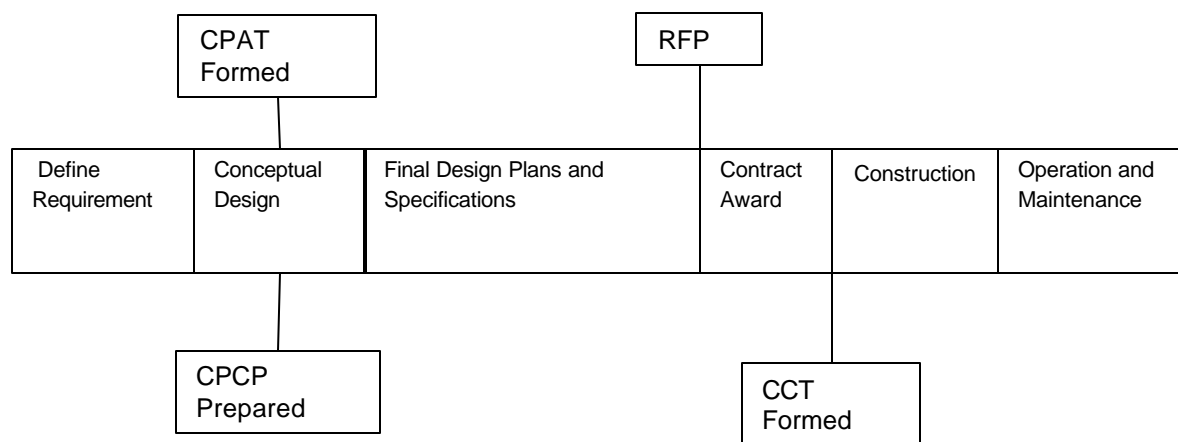 CPAT
Formed
RFP
Define
Requirement
Conceptual
Design
Final Design Plans and
Specifications
Contract
Award
Construction
Operation and
Maintenance
CPCP
Prepared
CCT
Formed